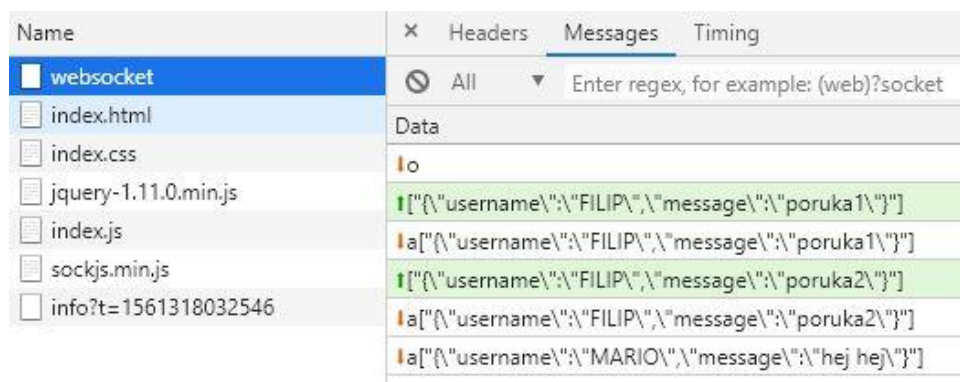 Name
websocket
index.html
index.css
jquery-1.11.0.min.js
index.js
sockjs.min.js
info?t=1561318032546
× Headers Messages Timing
All ▼ Enter regex, for example: (web)?socket
Data
⬇o
⬆["{\"username\":\"FILIP\",\"message\":\"poruka1\"}"]
⬇a["{\"username\":\"FILIP\",\"message\":\"poruka1\"}"]
⬆["{\"username\":\"FILIP\",\"message\":\"poruka2\"}"]
⬇a["{\"username\":\"FILIP\",\"message\":\"poruka2\"}"]
⬇a["{\"username\":\"MARIO\",\"message\":\"hej hej\"}"]